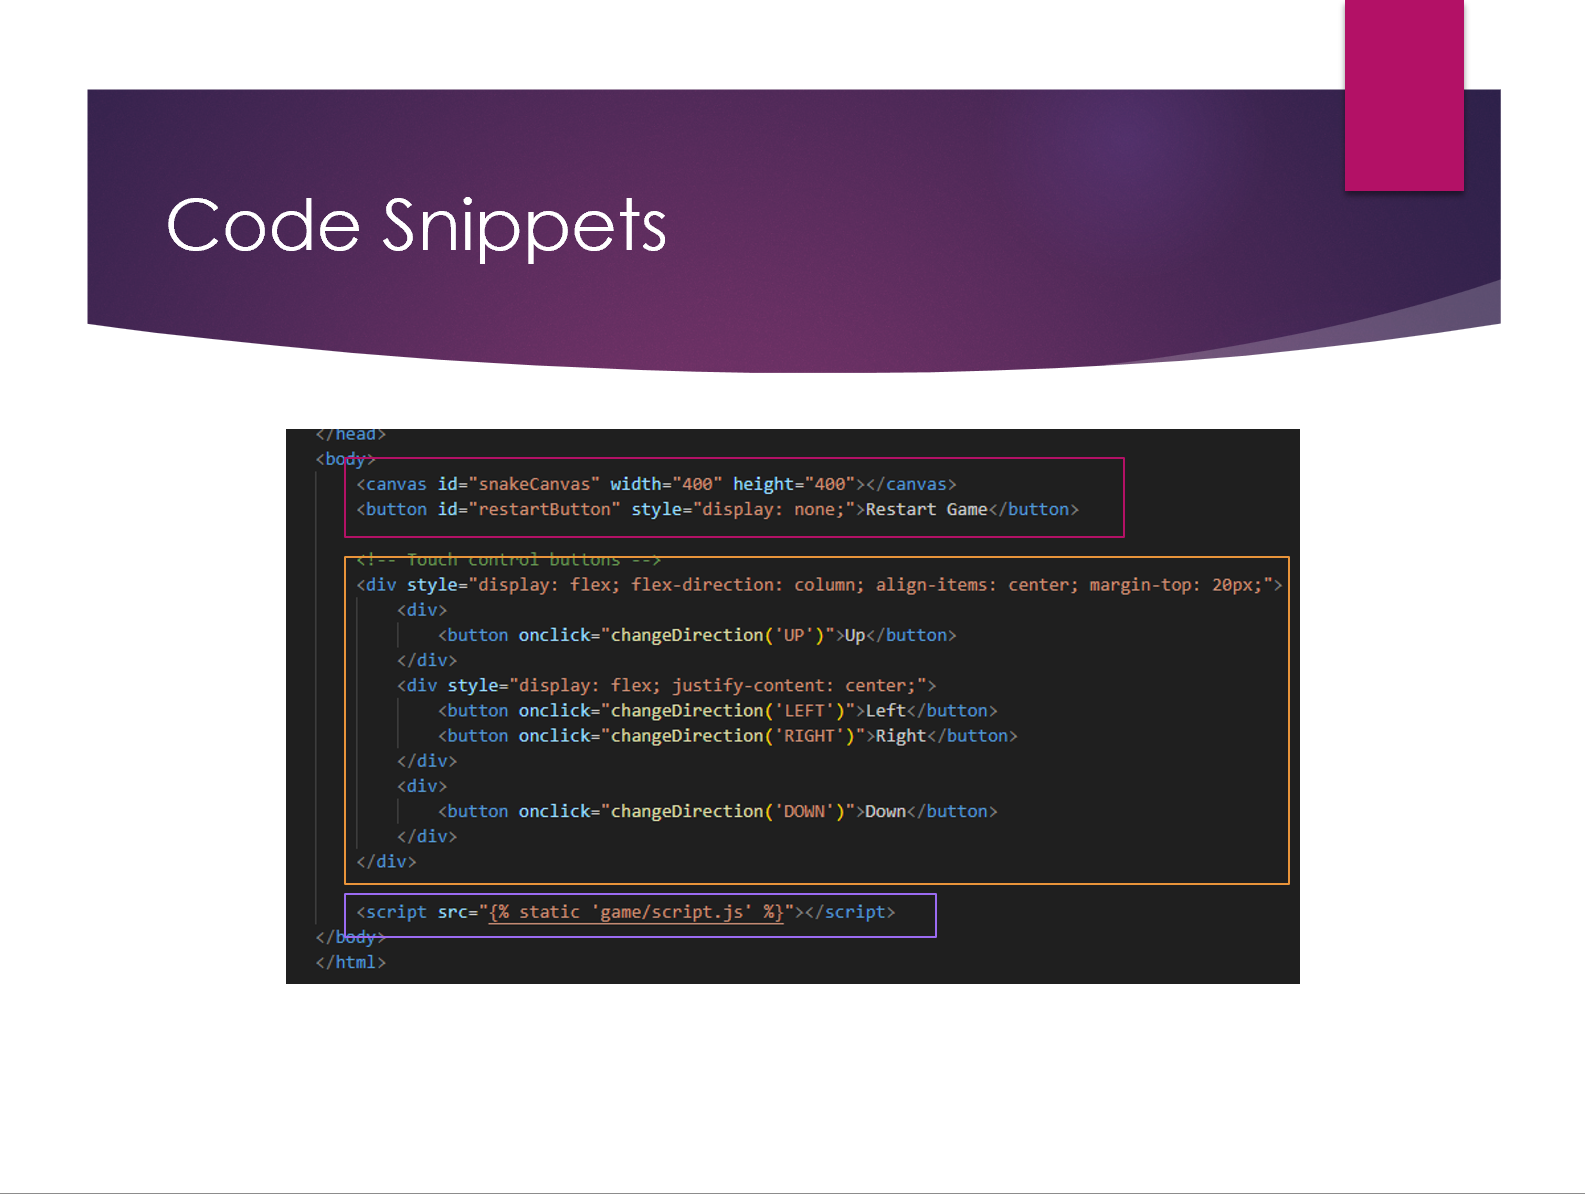 Code Snippets
</head>
<body>
<canvas id="snakeCanvas" width="400" height="400"></canvas>
<button id="restartButton" style="display: none;">Restart Game</button>
<!-- Touch control buttons -->
<div style="display: flex; flex-direction: column; align-items: center; margin-top: 20px;">
<div>
<button onclick="changeDirection('UP')">Up</button>
</div>
<div style="display: flex; justify-content: center;">
<button onclick="changeDirection('LEFT')">Left</button>
<button onclick="changeDirection('RIGHT')">Right</button>
</div>
<div>
<button onclick="changeDirection('DOWN')">Down</button>
</div>
</div>
<script src="{% static 'game/script.js' %}"></script>
</body>
</html>